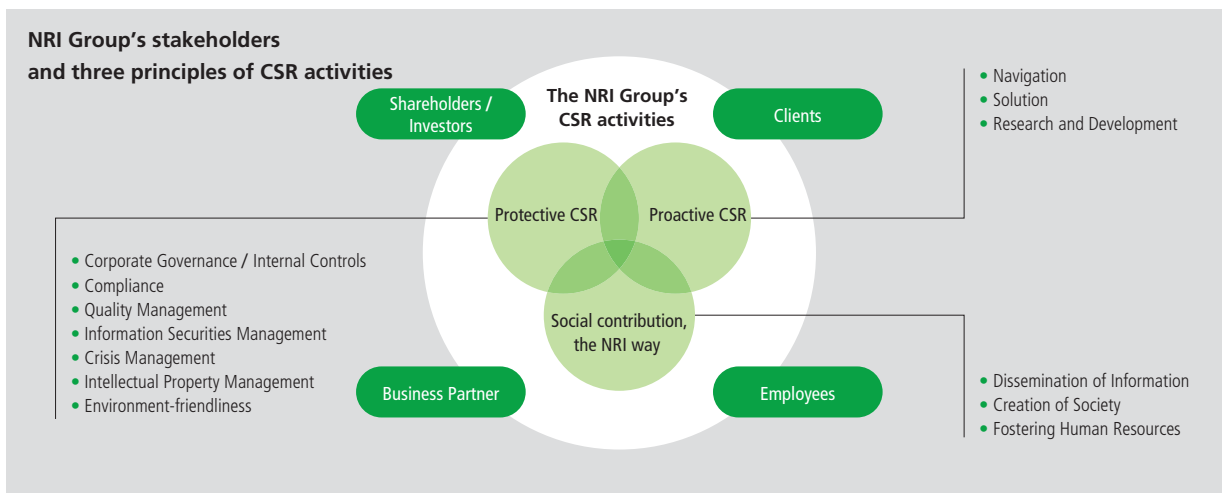 NRI Group's stakeholders
and three principles of CSR activities
Shareholders /
Investors
The NRI Group's
CSR activities
Clients
• Navigation
• Solution
• Research and Development
Protective CSR
Proactive CSR
• Corporate Governance / Internal Controls
• Compliance
• Quality Management
• Information Securities Management
• Crisis Management
• Intellectual Property Management
• Environment-friendliness
Social contribution,
the NRI way
Business Partner
Employees
• Dissemination of Information
• Creation of Society
• Fostering Human Resources